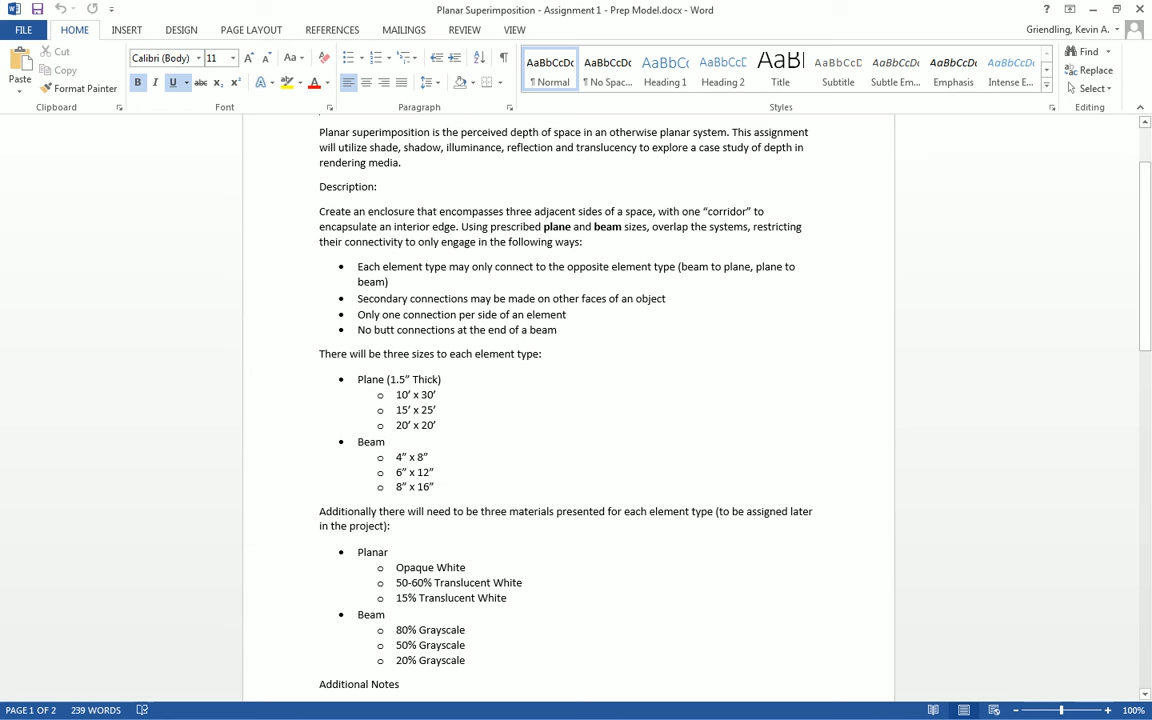 Planar Superimposition - Assignment 1 - Prep Model.docx - Word
FILE HOME INSERT DESIGN PAGE LAYOUT REFERENCES MAILINGS REVIEW VIEW
Griendling, Kevin A.
Paste
Cut
Copy
Format Painter
Clipboard
Calibri (Body) 11
Font
Paragraph
AaBbCcDc AaBbCcDc AaBbCc AaBbCcD AaBl AaBbCcD AaBbCcDc AaBbCcDc AaBbCcDc
¶ Normal ¶ No Spac... Heading 1 Heading 2 Title Subtitle Subtle Em... Emphasis Intense E...
Styles
Find
Replace
Select
Editing
Planar superimposition is the perceived depth of space in an otherwise planar system. This assignment
will utilize shade, shadow, illuminance, reflection and translucency to explore a case study of depth in
rendering media.
Description:
Create an enclosure that encompasses three adjacent sides of a space, with one “corridor” to
encapsulate an interior edge. Using prescribed plane and beam sizes, overlap the systems, restricting
their connectivity to only engage in the following ways:
• Each element type may only connect to the opposite element type (beam to plane, plane to
beam)
• Secondary connections may be made on other faces of an object
• Only one connection per side of an element
• No butt connections at the end of a beam
There will be three sizes to each element type:
• Plane (1.5” Thick)
o 10’ x 30’
o 15’ x 25’
o 20’ x 20’
• Beam
o 4” x 8”
o 6” x 12”
o 8” x 16”
Additionally there will need to be three materials presented for each element type (to be assigned later
in the project):
• Planar
o Opaque White
o 50-60% Translucent White
o 15% Translucent White
• Beam
o 80% Grayscale
o 50% Grayscale
o 20% Grayscale
Additional Notes
PAGE 1 OF 2 239 WORDS 100%